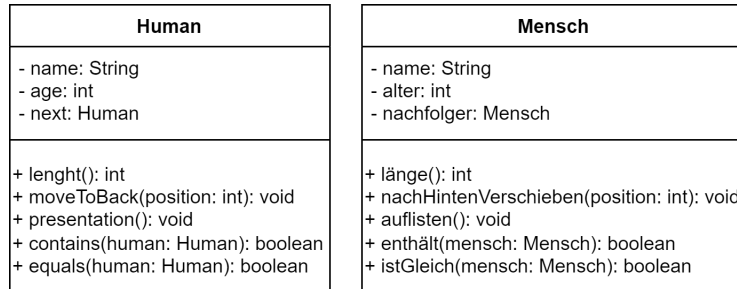 Human
- name: String
- age: int
- next: Human
+ lenght(): int
+ moveToBack(position: int): void
+ presentation(): void
+ contains(human: Human): boolean
+ equals(human: Human): boolean
Mensch
- name: String
- alter: int
- nachfolger: Mensch
+ länge(): int
+ nachHintenVerschieben(position: int): void
+ auflisten(): void
+ enthält(mensch: Mensch): boolean
+ istGleich(mensch: Mensch): boolean